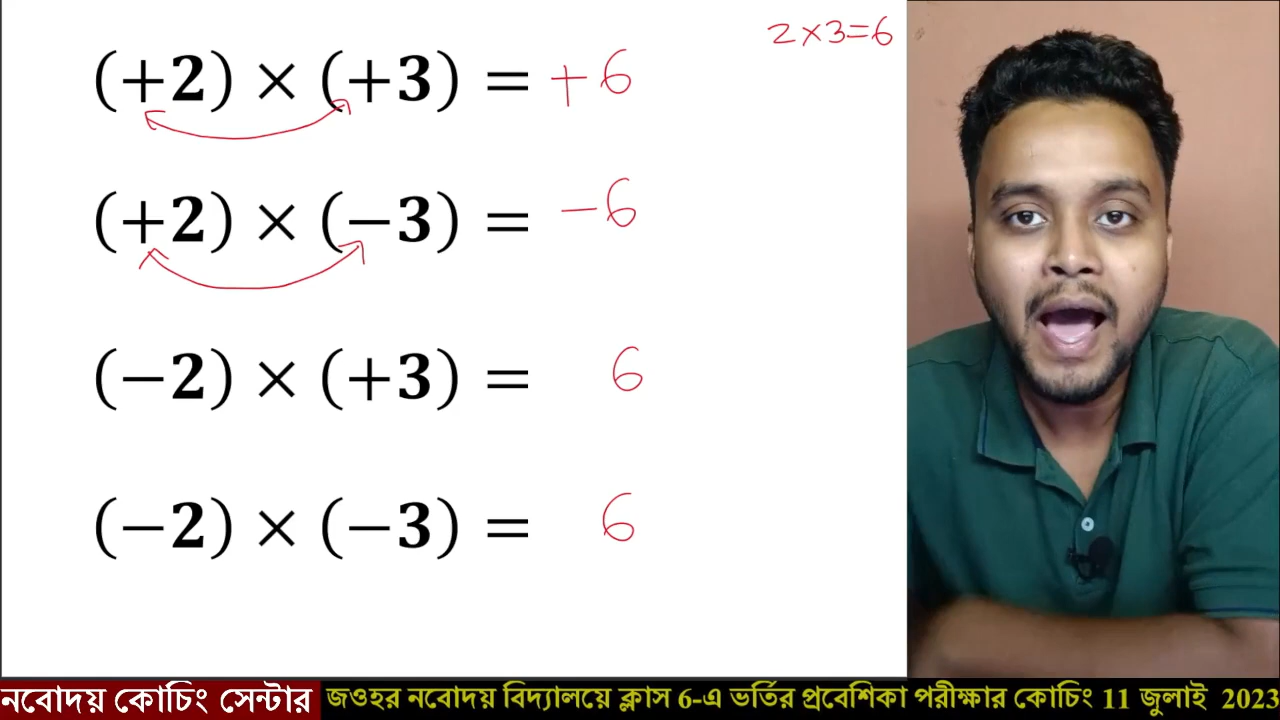 2×3=6
(+2) × (+3) = +6
(+2) × (−3) = −6
(−2) × (+3) = 6
(−2) × (−3) = 6
নবোদয় কোচিং সেন্টার জওহর নবোদয় বিদ্যালয়ে ক্লাস 6-এ ভর্তির প্রবেশিকা পরীক্ষার কোচিং 11 জুলাই 2023